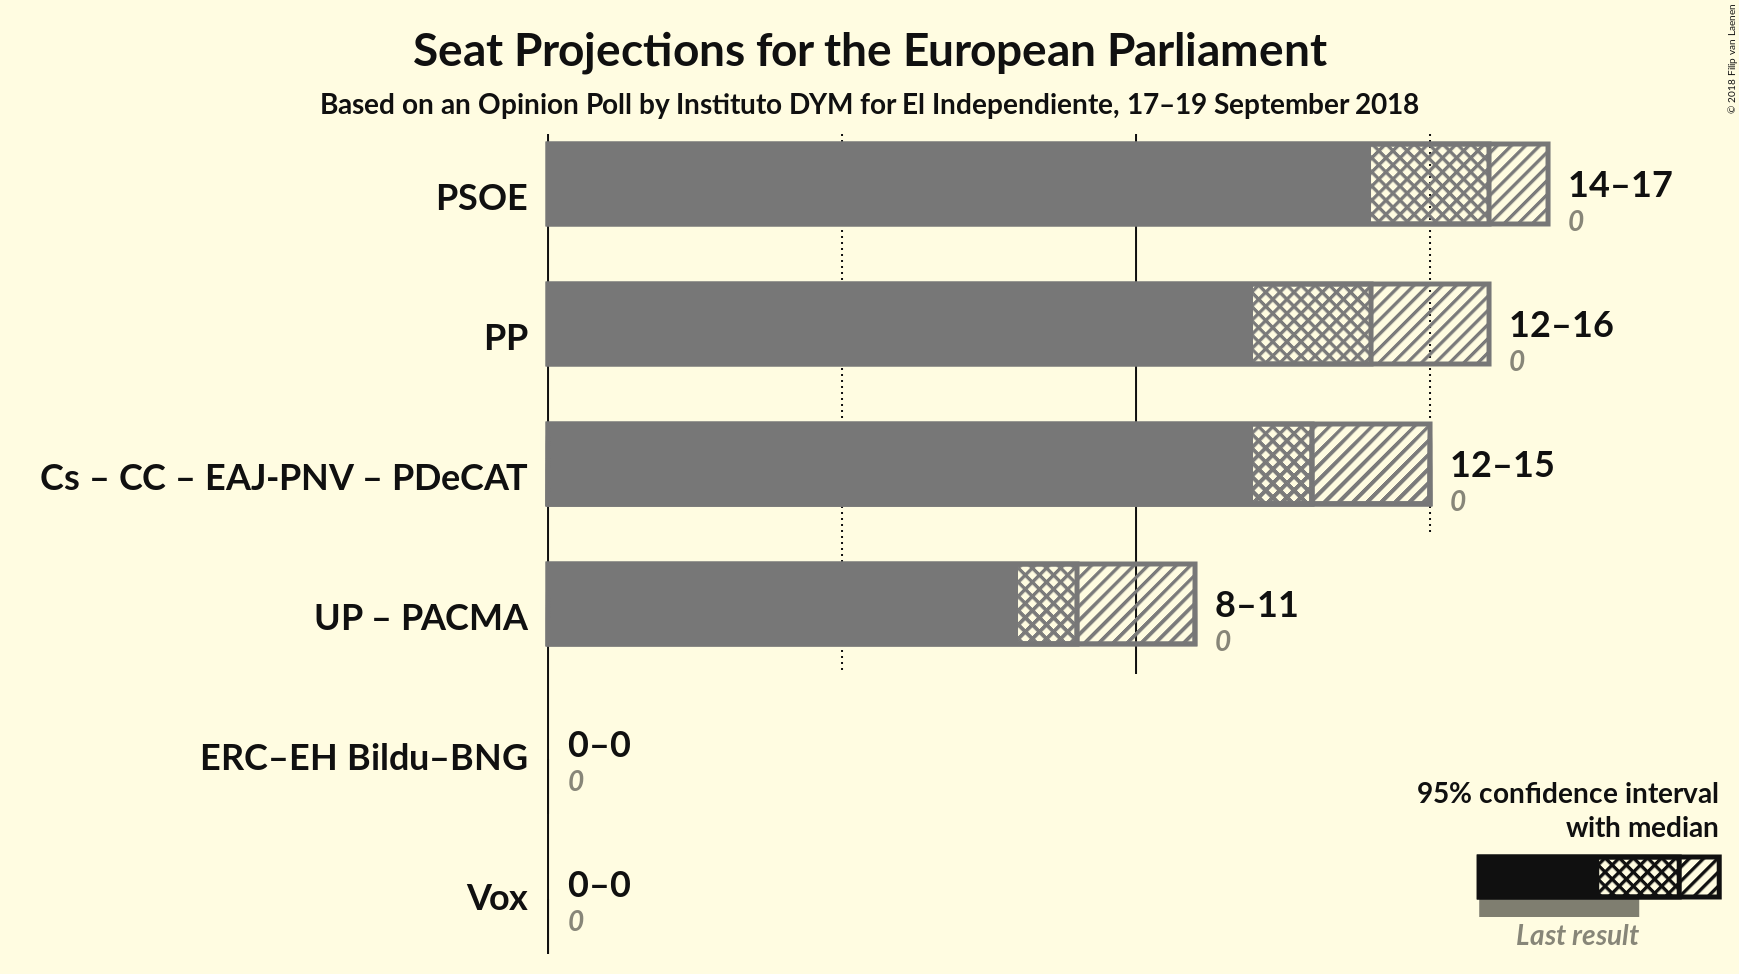 Seat Projections for the European Parliament
Based on an Opinion Poll by Instituto DYM for El Independiente, 17–19 September 2018
© 2018 Filip van Laenen
PSOE
14–17
0
PP
12–16
0
Cs – CC – EAJ-PNV – PDeCAT
12–15
0
UP – PACMA
8–11
0
ERC–EH Bildu–BNG
0–0
0
Vox
0–0
0
95% confidence interval
with median
Last result